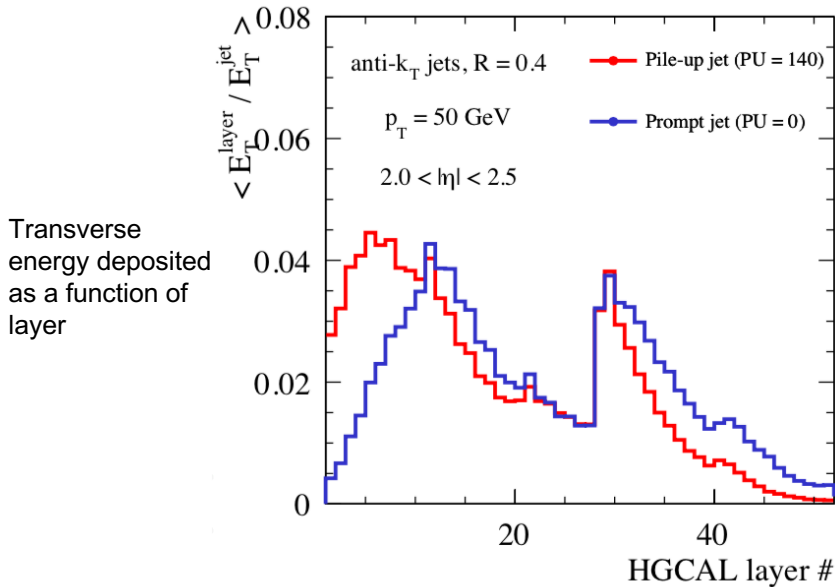 Transverse
energy deposited
as a function of
layer
< E_T^layer / E_T^jet >
0.08
0.06
0.04
0.02
0
anti-k_T jets, R = 0.4
p_T = 50 GeV
2.0 < |η| < 2.5
Pile-up jet (PU = 140)
Prompt jet (PU = 0)
20
40
HGCAL layer #